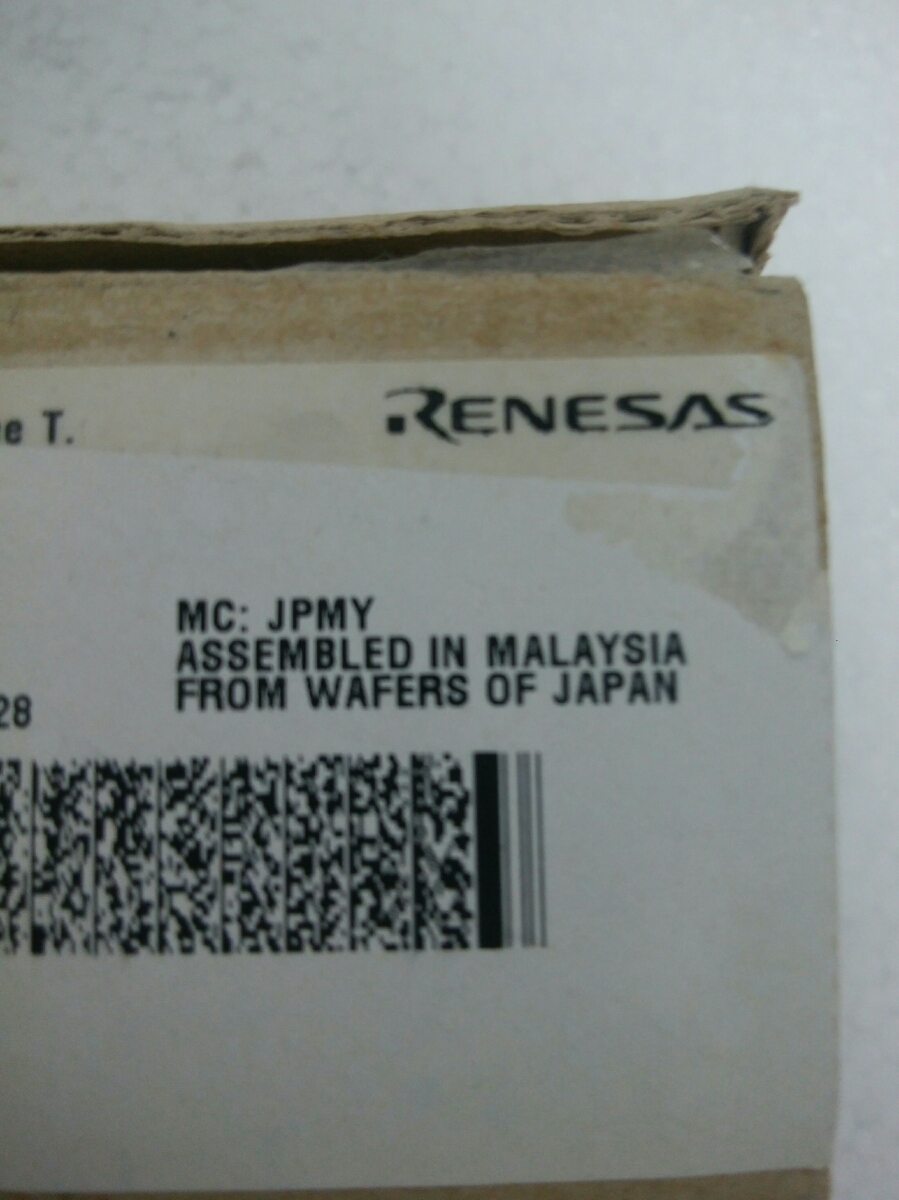 T.
RENESAS
MC: JPMY
ASSEMBLED IN MALAYSIA
FROM WAFERS OF JAPAN
28